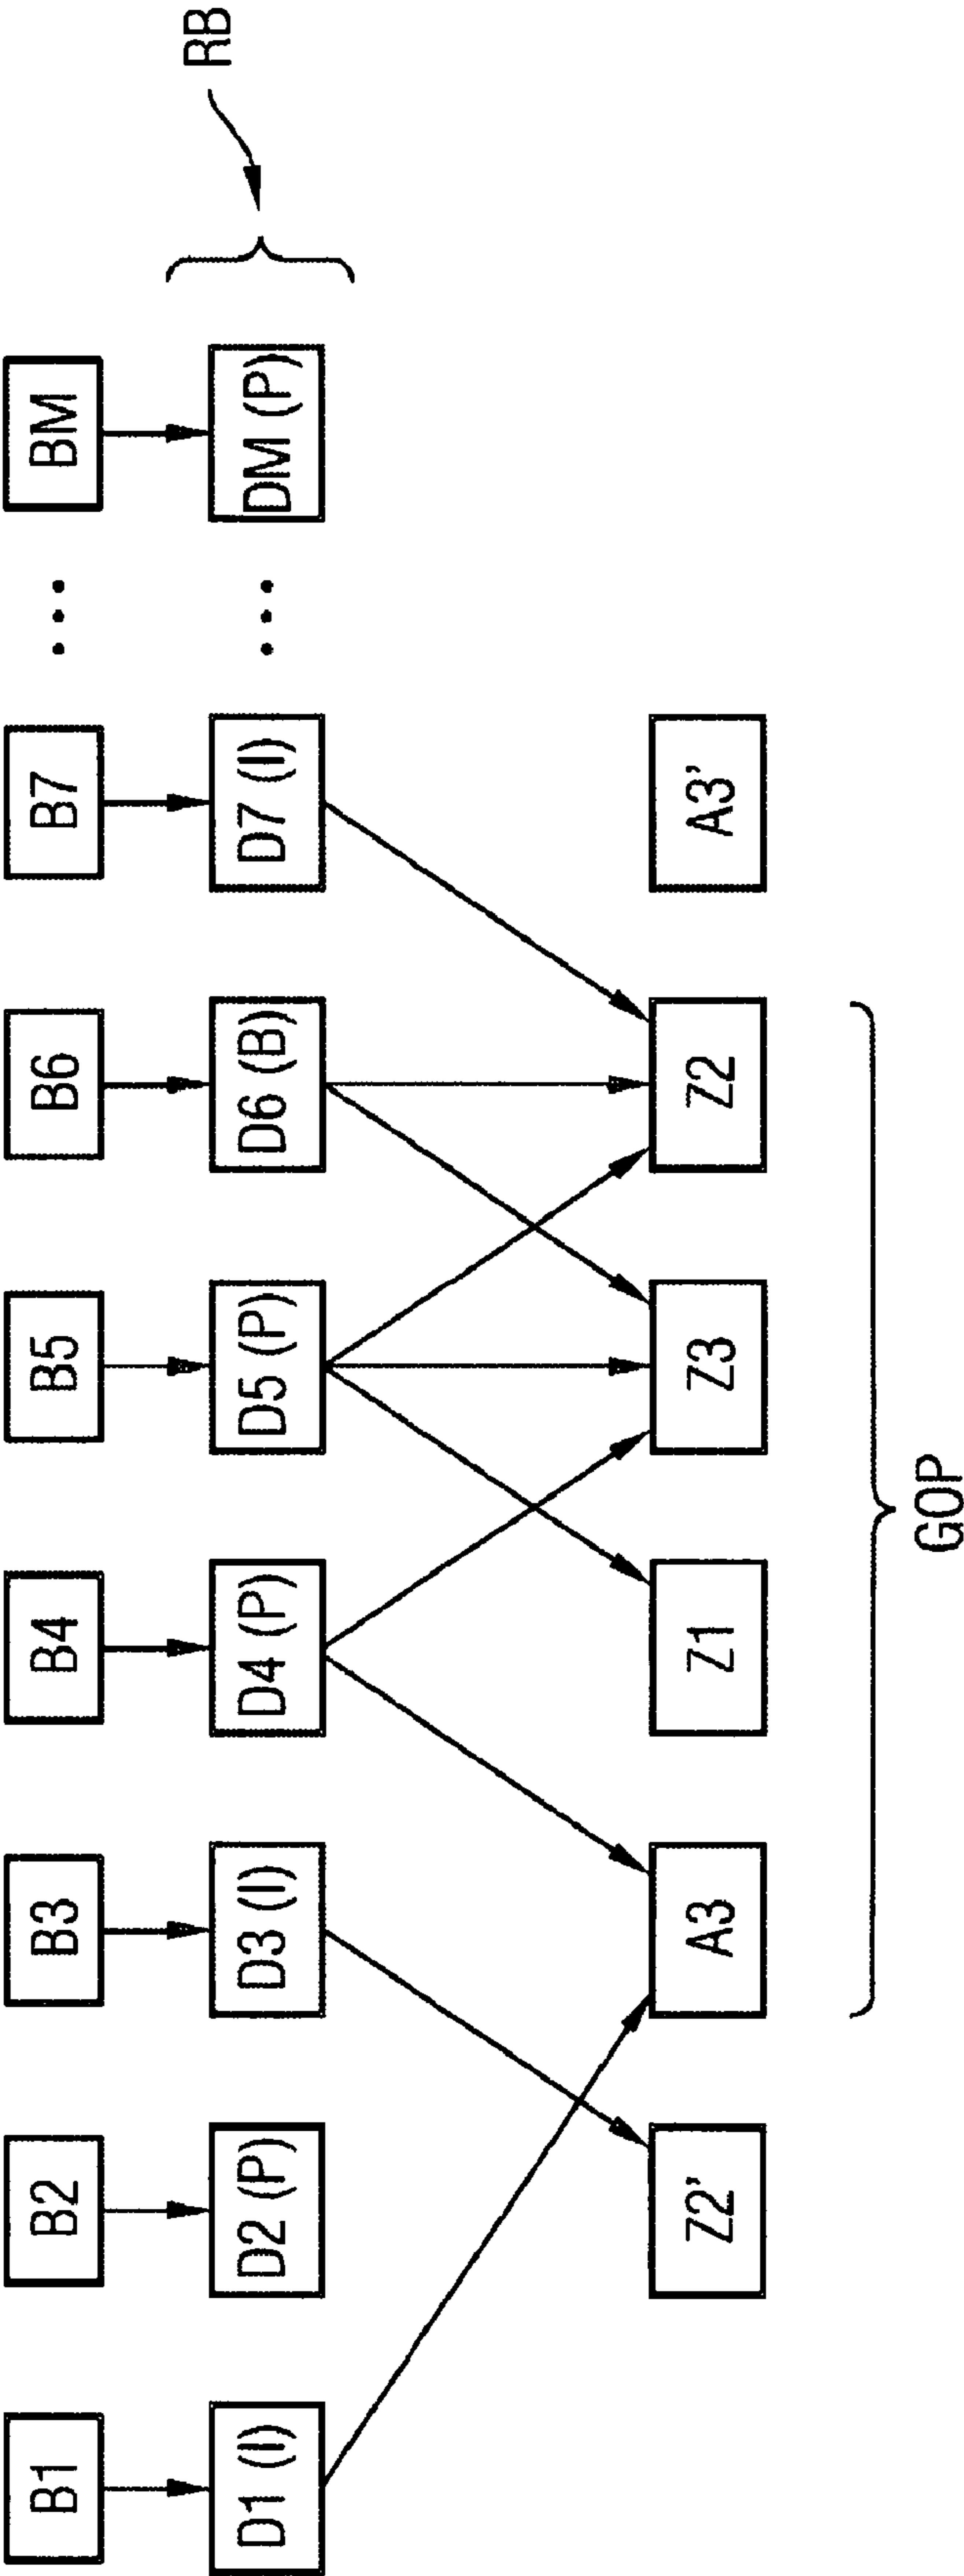 B1 B2 B3 B4 B5 B6 B7 ... BM
D1 (I) D2 (P) D3 (I) D4 (P) D5 (P) D6 (B) D7 (I) ... DM (P) RB
Z2' A3 Z1 Z3 Z2 A3'
GOP